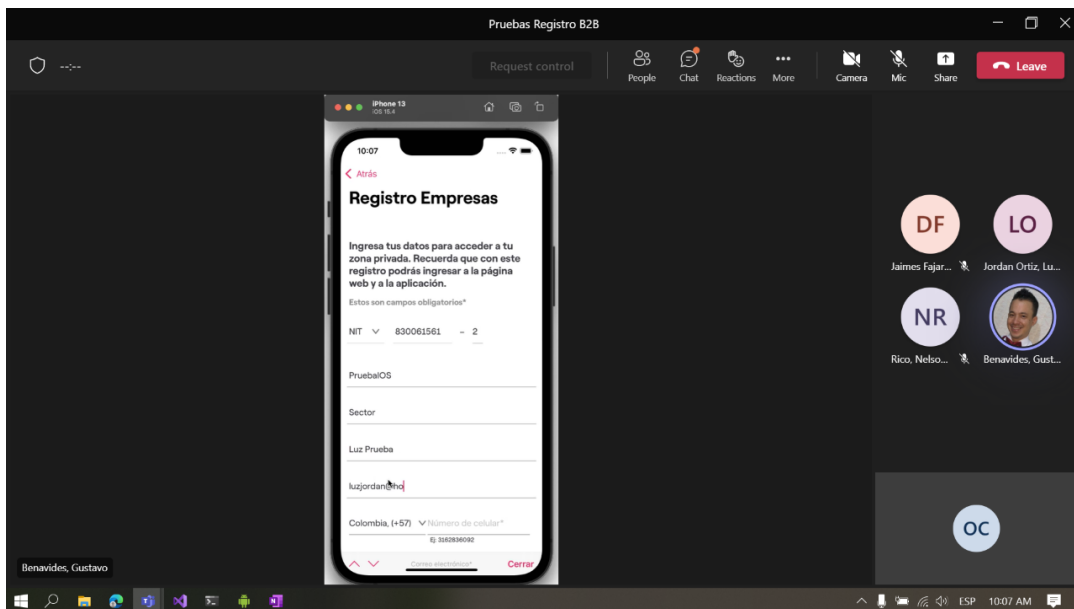 Pruebas Registro B2B
--:--
Request control
People
Chat
Reactions
More
Camera
Mic
Share
Leave
iPhone 13
iOS 15.4
10:07
Atrás
Registro Empresas
Ingresa tus datos para acceder a tu
zona privada. Recuerda que con este
registro podrás ingresar a la página
web y a la aplicación.
Estos son campos obligatorios*
NIT 830061561 - 2
PruebaIOS
Sector
Luz Prueba
luzjordan@ho
Colombia, (+57) Número de celular*
Ej: 3162836092
Correo electrónico*
Cerrar
DF
Jaimes Fajar...
LO
Jordan Ortiz, Lu...
NR
Rico, Nelso...
Benavides, Gust...
OC
Benavides, Gustavo
ESP
10:07 AM